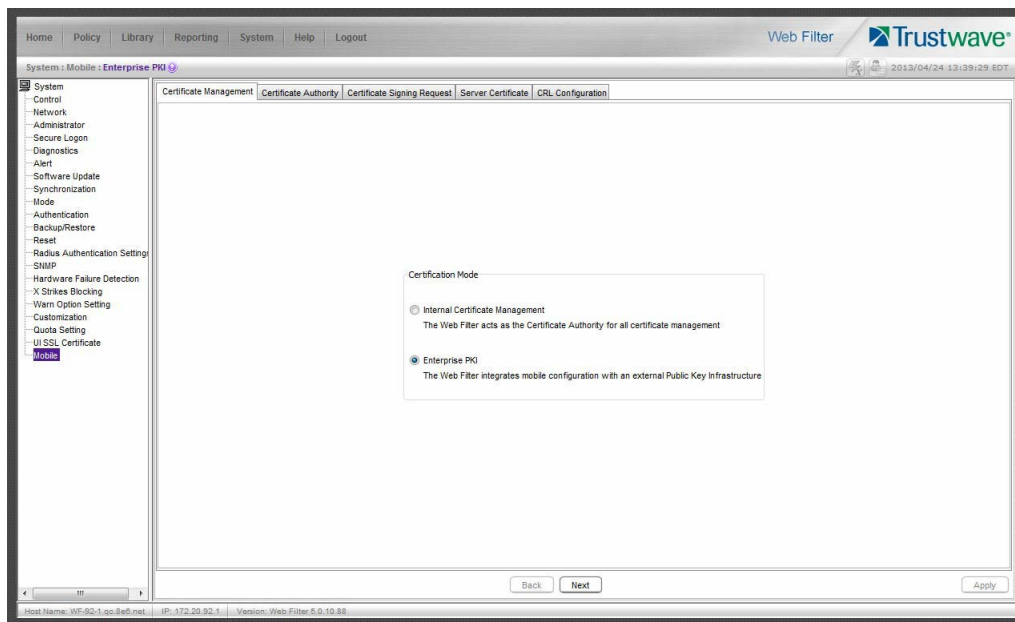 Home Policy Library Reporting System Help Logout
Web Filter
Trustwave®
System : Mobile : Enterprise PKI
2013/04/24 13:39:29 EDT
System
Control
Network
Administrator
Secure Logon
Diagnostics
Alert
Software Update
Synchronization
Mode
Authentication
Backup/Restore
Reset
Radius Authentication Settings
SNMP
Hardware Failure Detection
X Strikes Blocking
Warn Option Setting
Customization
Quota Setting
UI SSL Certificate
Mobile
Certificate Management Certificate Authority Certificate Signing Request Server Certificate CRL Configuration
Certification Mode
Internal Certificate Management
The Web Filter acts as the Certificate Authority for all certificate management
Enterprise PKI
The Web Filter integrates mobile configuration with an external Public Key Infrastructure
Back Next Apply
Host Name: WF-92-1.qc.8e6.net IP: 172.20.92.1 Version: Web Filter 5.0.10.88